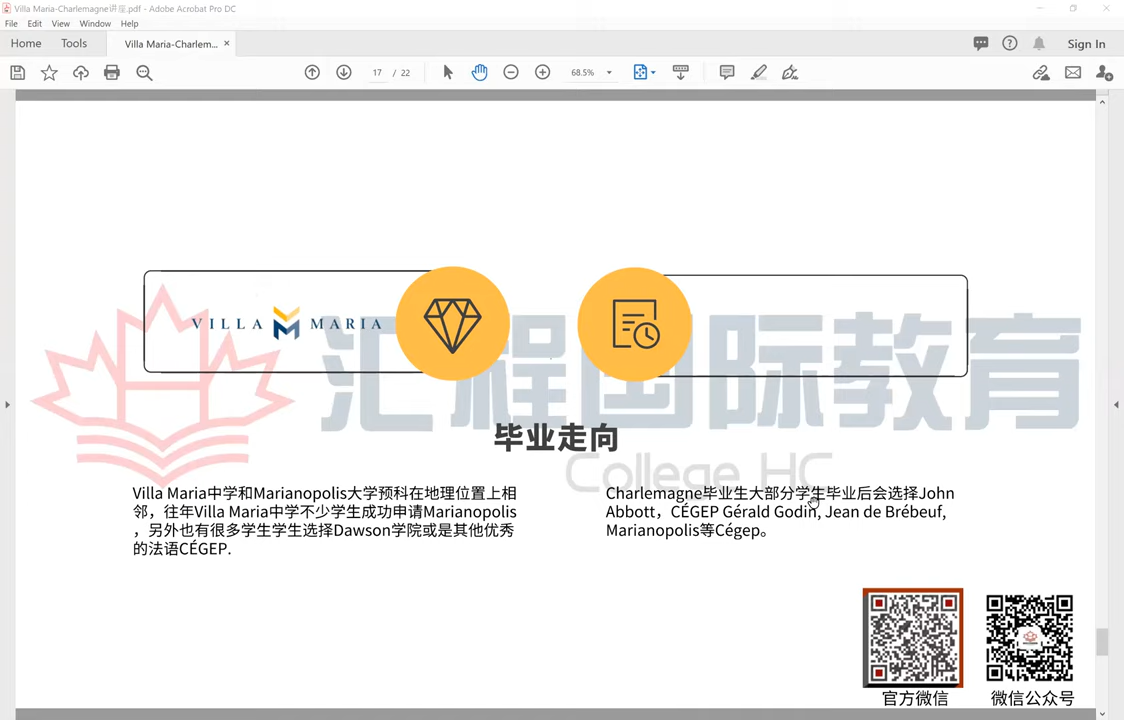 Villa Maria-Charlemagne讲座.pdf - Adobe Acrobat Pro DC
File Edit View Window Help
Home Tools Villa Maria-Charlem... × Sign In
17 / 22 68.5%
VILLA MARIA
汇程国际教育
毕业走向
College HC
Villa Maria中学和Marianopolis大学预科在地理位置上相
邻，往年Villa Maria中学不少学生成功申请Marianopolis
，另外也有很多学生学生选择Dawson学院或是其他优秀
的法语CÉGEP.
Charlemagne毕业生大部分学生毕业后会选择John
Abbott，CÉGEP Gérald Godin, Jean de Brébeuf,
Marianopolis等Cégep。
官方微信 微信公众号